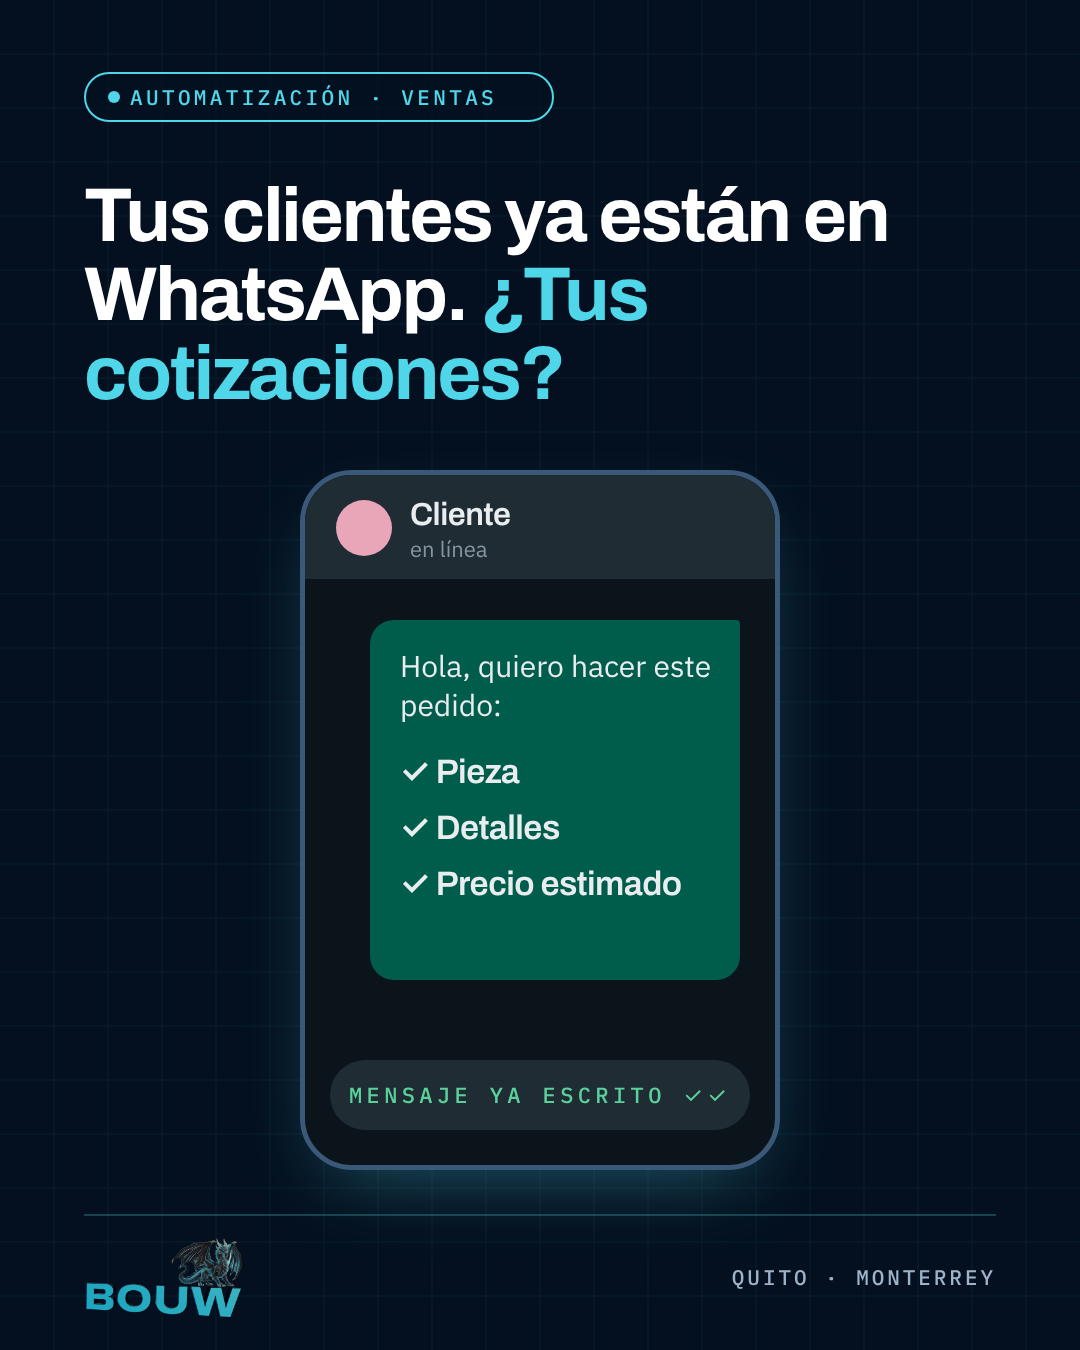 AUTOMATIZACIÓN · VENTAS
Tus clientes ya están en
WhatsApp. ¿Tus
cotizaciones?
Cliente
en línea
Hola, quiero hacer este
pedido:
✓ Pieza
✓ Detalles
✓ Precio estimado
MENSAJE YA ESCRITO ✓✓
BOUW
QUITO · MONTERREY